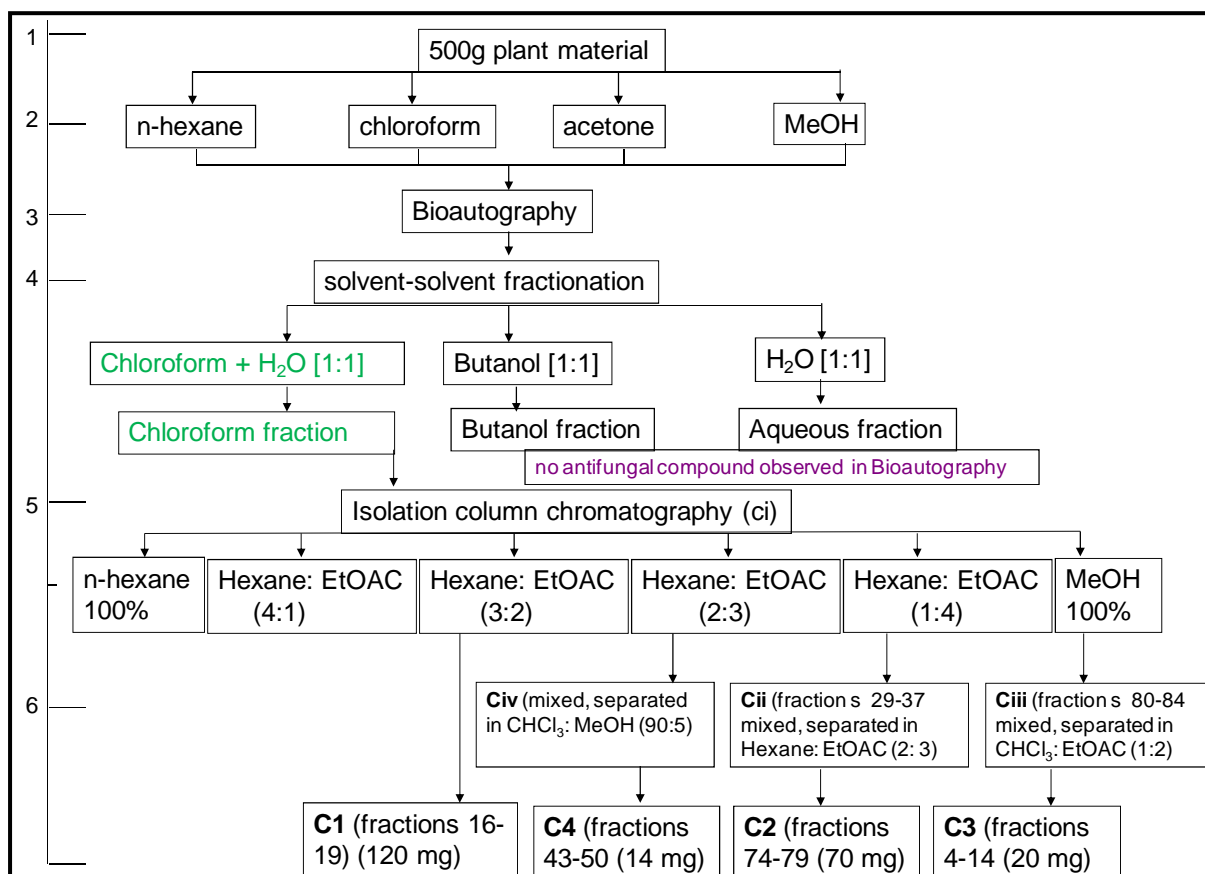 1
500g plant material
2
n-hexane
chloroform
acetone
MeOH
Bioautography
3
4
solvent-solvent fractionation
Chloroform + H₂O [1:1]
Butanol [1:1]
H₂O [1:1]
Chloroform fraction
Butanol fraction
Aqueous fraction
no antifungal compound observed in Bioautography
5
Isolation column chromatography (ci)
n-hexane
100%
Hexane: EtOAC
(4:1)
Hexane: EtOAC
(3:2)
Hexane: EtOAC
(2:3)
Hexane: EtOAC
(1:4)
MeOH
100%
6
Civ (mixed, separated
in CHCl₃: MeOH (90:5)
Cii (fraction s 29-37
mixed, separated in
Hexane: EtOAC (2: 3)
Ciii (fraction s 80-84
mixed, separated in
CHCl₃: EtOAC (1:2)
C1 (fractions 16-
19) (120 mg)
C4 (fractions
43-50 (14 mg)
C2 (fractions
74-79 (70 mg)
C3 (fractions
4-14 (20 mg)